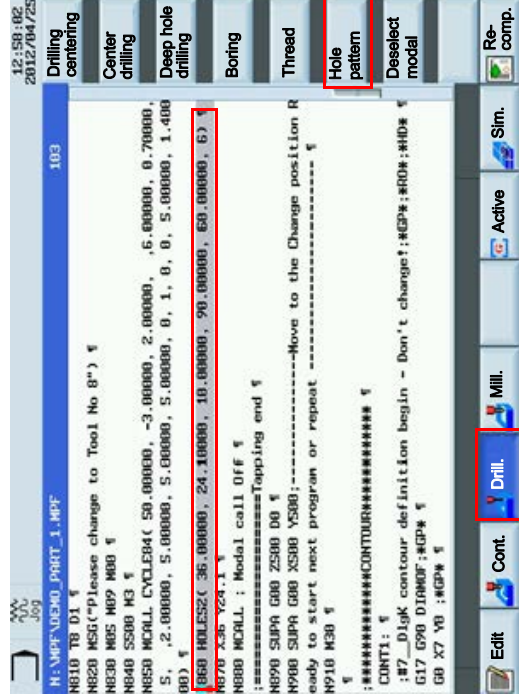 Jog
12:58:02
2012/04/25
N:\MPF\DEMO_PART_1.MPF 103
N810 T8 D1 ¶
N820 MSG("Please change to Tool No 8") ¶
N830 M05 M09 M00 ¶
N840 S500 M3 ¶
N850 MCALL CYCLE84( 50.00000, -3.00000, 2.00000, ,6.00000, 0.70000,
5, ,2.00000, 5.00000, 5.00000, 5.00000, 0, 1, 0, 0, 5.00000, 1.400
00) ¶
N860 HOLES2( 36.00000, 24.10000, 10.00000, 90.00000, 60.00000, 6) ¶
N870 X36 Y24.1 ¶
N880 MCALL ; Modal call Off ¶
;====================Tapping end ¶
N890 SUPA G00 Z500 D0 ¶
N900 SUPA G00 X500 Y500;------------------Move to the Change position R
eady to start next program or repeat -------------------------- ¶
N910 M30 ¶
¶
;*****************CONTOUR***************** ¶
CONT1: ¶
;#7__DlgK contour definition begin - Don't change!;*GP*;*RO*;*HD* ¶
G17 G90 DIAMOF;*GP* ¶
G0 X7 Y0 ;*GP* ¶
Drilling
centering
Center
drilling
Deep hole
drilling
Boring
Thread
Hole
pattern
Deselect
modal
Edit
Cont.
Drill.
Mill.
G Active
Sim.
Re-
comp.